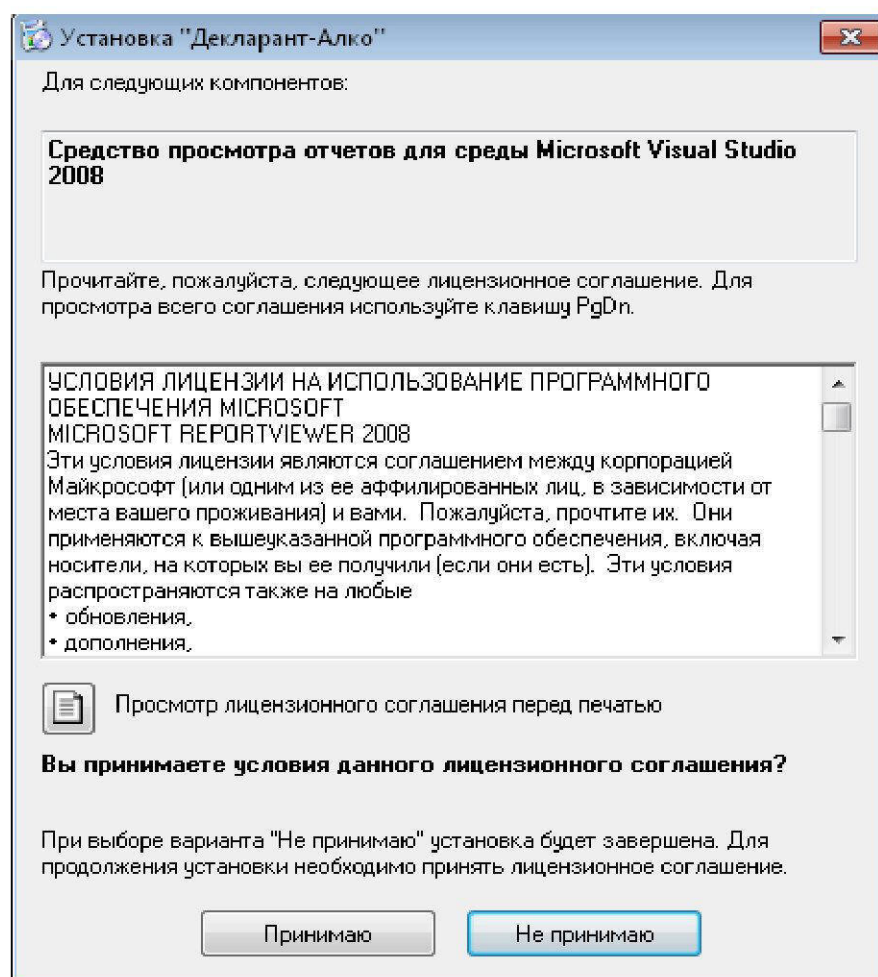 Установка "Декларант-Алко"
Для следующих компонентов:
Средство просмотра отчетов для среды Microsoft Visual Studio
2008
Прочитайте, пожалуйста, следующее лицензионное соглашение. Для
просмотра всего соглашения используйте клавишу PgDn.
УСЛОВИЯ ЛИЦЕНЗИИ НА ИСПОЛЬЗОВАНИЕ ПРОГРАММНОГО
ОБЕСПЕЧЕНИЯ MICROSOFT
MICROSOFT REPORTVIEWER 2008
Эти условия лицензии являются соглашением между корпорацией
Майкрософт (или одним из ее аффилированных лиц, в зависимости от
места вашего проживания) и вами. Пожалуйста, прочтите их. Они
применяются к вышеуказанной программного обеспечения, включая
носители, на которых вы ее получили (если они есть). Эти условия
распространяются также на любые
• обновления,
• дополнения,
Просмотр лицензионного соглашения перед печатью
Вы принимаете условия данного лицензионного соглашения?
При выборе варианта "Не принимаю" установка будет завершена. Для
продолжения установки необходимо принять лицензионное соглашение.
Принимаю
Не принимаю